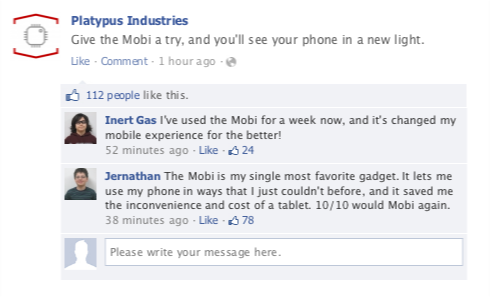 Platypus Industries
Give the Mobi a try, and you'll see your phone in a new light.
Like · Comment · 1 hour ago ·
112 people like this.
Inert Gas I've used the Mobi for a week now, and it's changed my
mobile experience for the better!
52 minutes ago · Like · 24
Jernathan The Mobi is my single most favorite gadget. It lets me
use my phone in ways that I just couldn't before, and it saved me
the inconvenience and cost of a tablet. 10/10 would Mobi again.
38 minutes ago · Like · 78
Please write your message here.